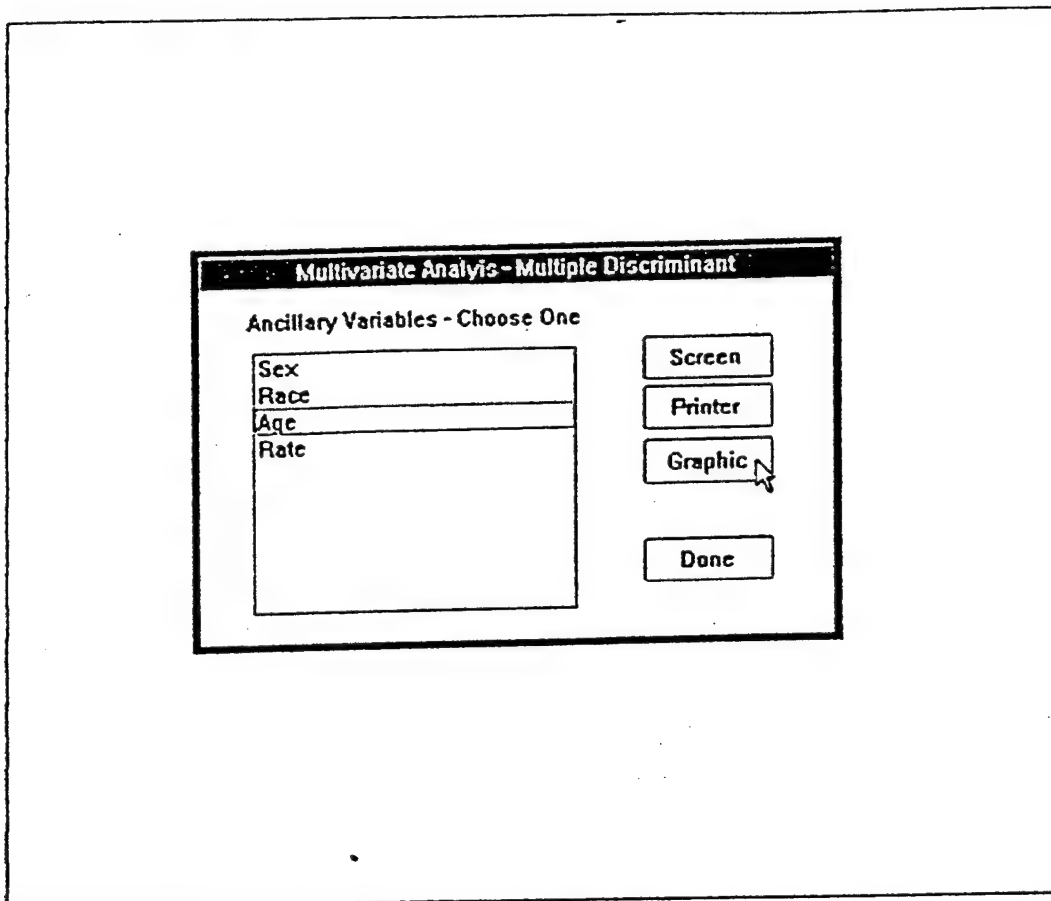 Multivariate Analyis - Multiple Discriminant
Ancillary Variables - Choose One
Sex
Race
Age
Rate
Screen
Printer
Graphic
Done